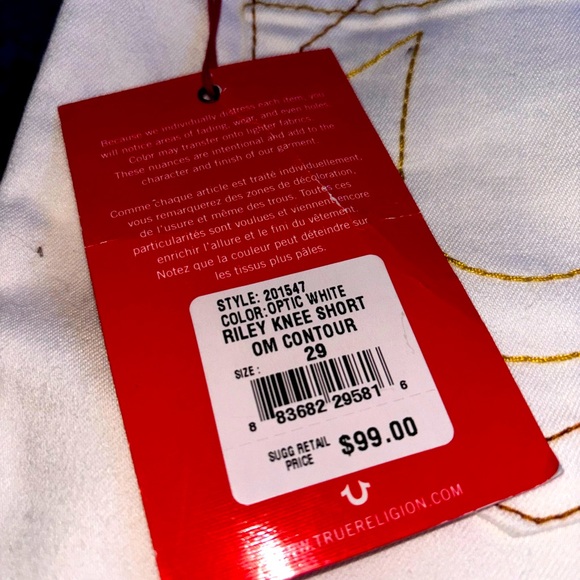 Because we individually distress each item, you
will notice areas of fading, wear, and even holes.
Color may transfer onto lighter fabrics.
These nuances are intentional and add to the
character and finish of our garment.
Comme chaque article est traité individuellement,
vous remarquerez des zones de décoloration,
de l'usure et même des trous. Toutes ces
particularités sont voulues et viennent encore
enrichir l'allure et le fini du vêtement.
Notez que la couleur peut déteindre sur
les tissus plus pâles.
STYLE: 201547
COLOR:OPTIC WHITE
RILEY KNEE SHORT
OM CONTOUR
SIZE: 29
8 83682 29581 6
SUGG RETAIL
PRICE $99.00
WWW.TRUERELIGION.COM